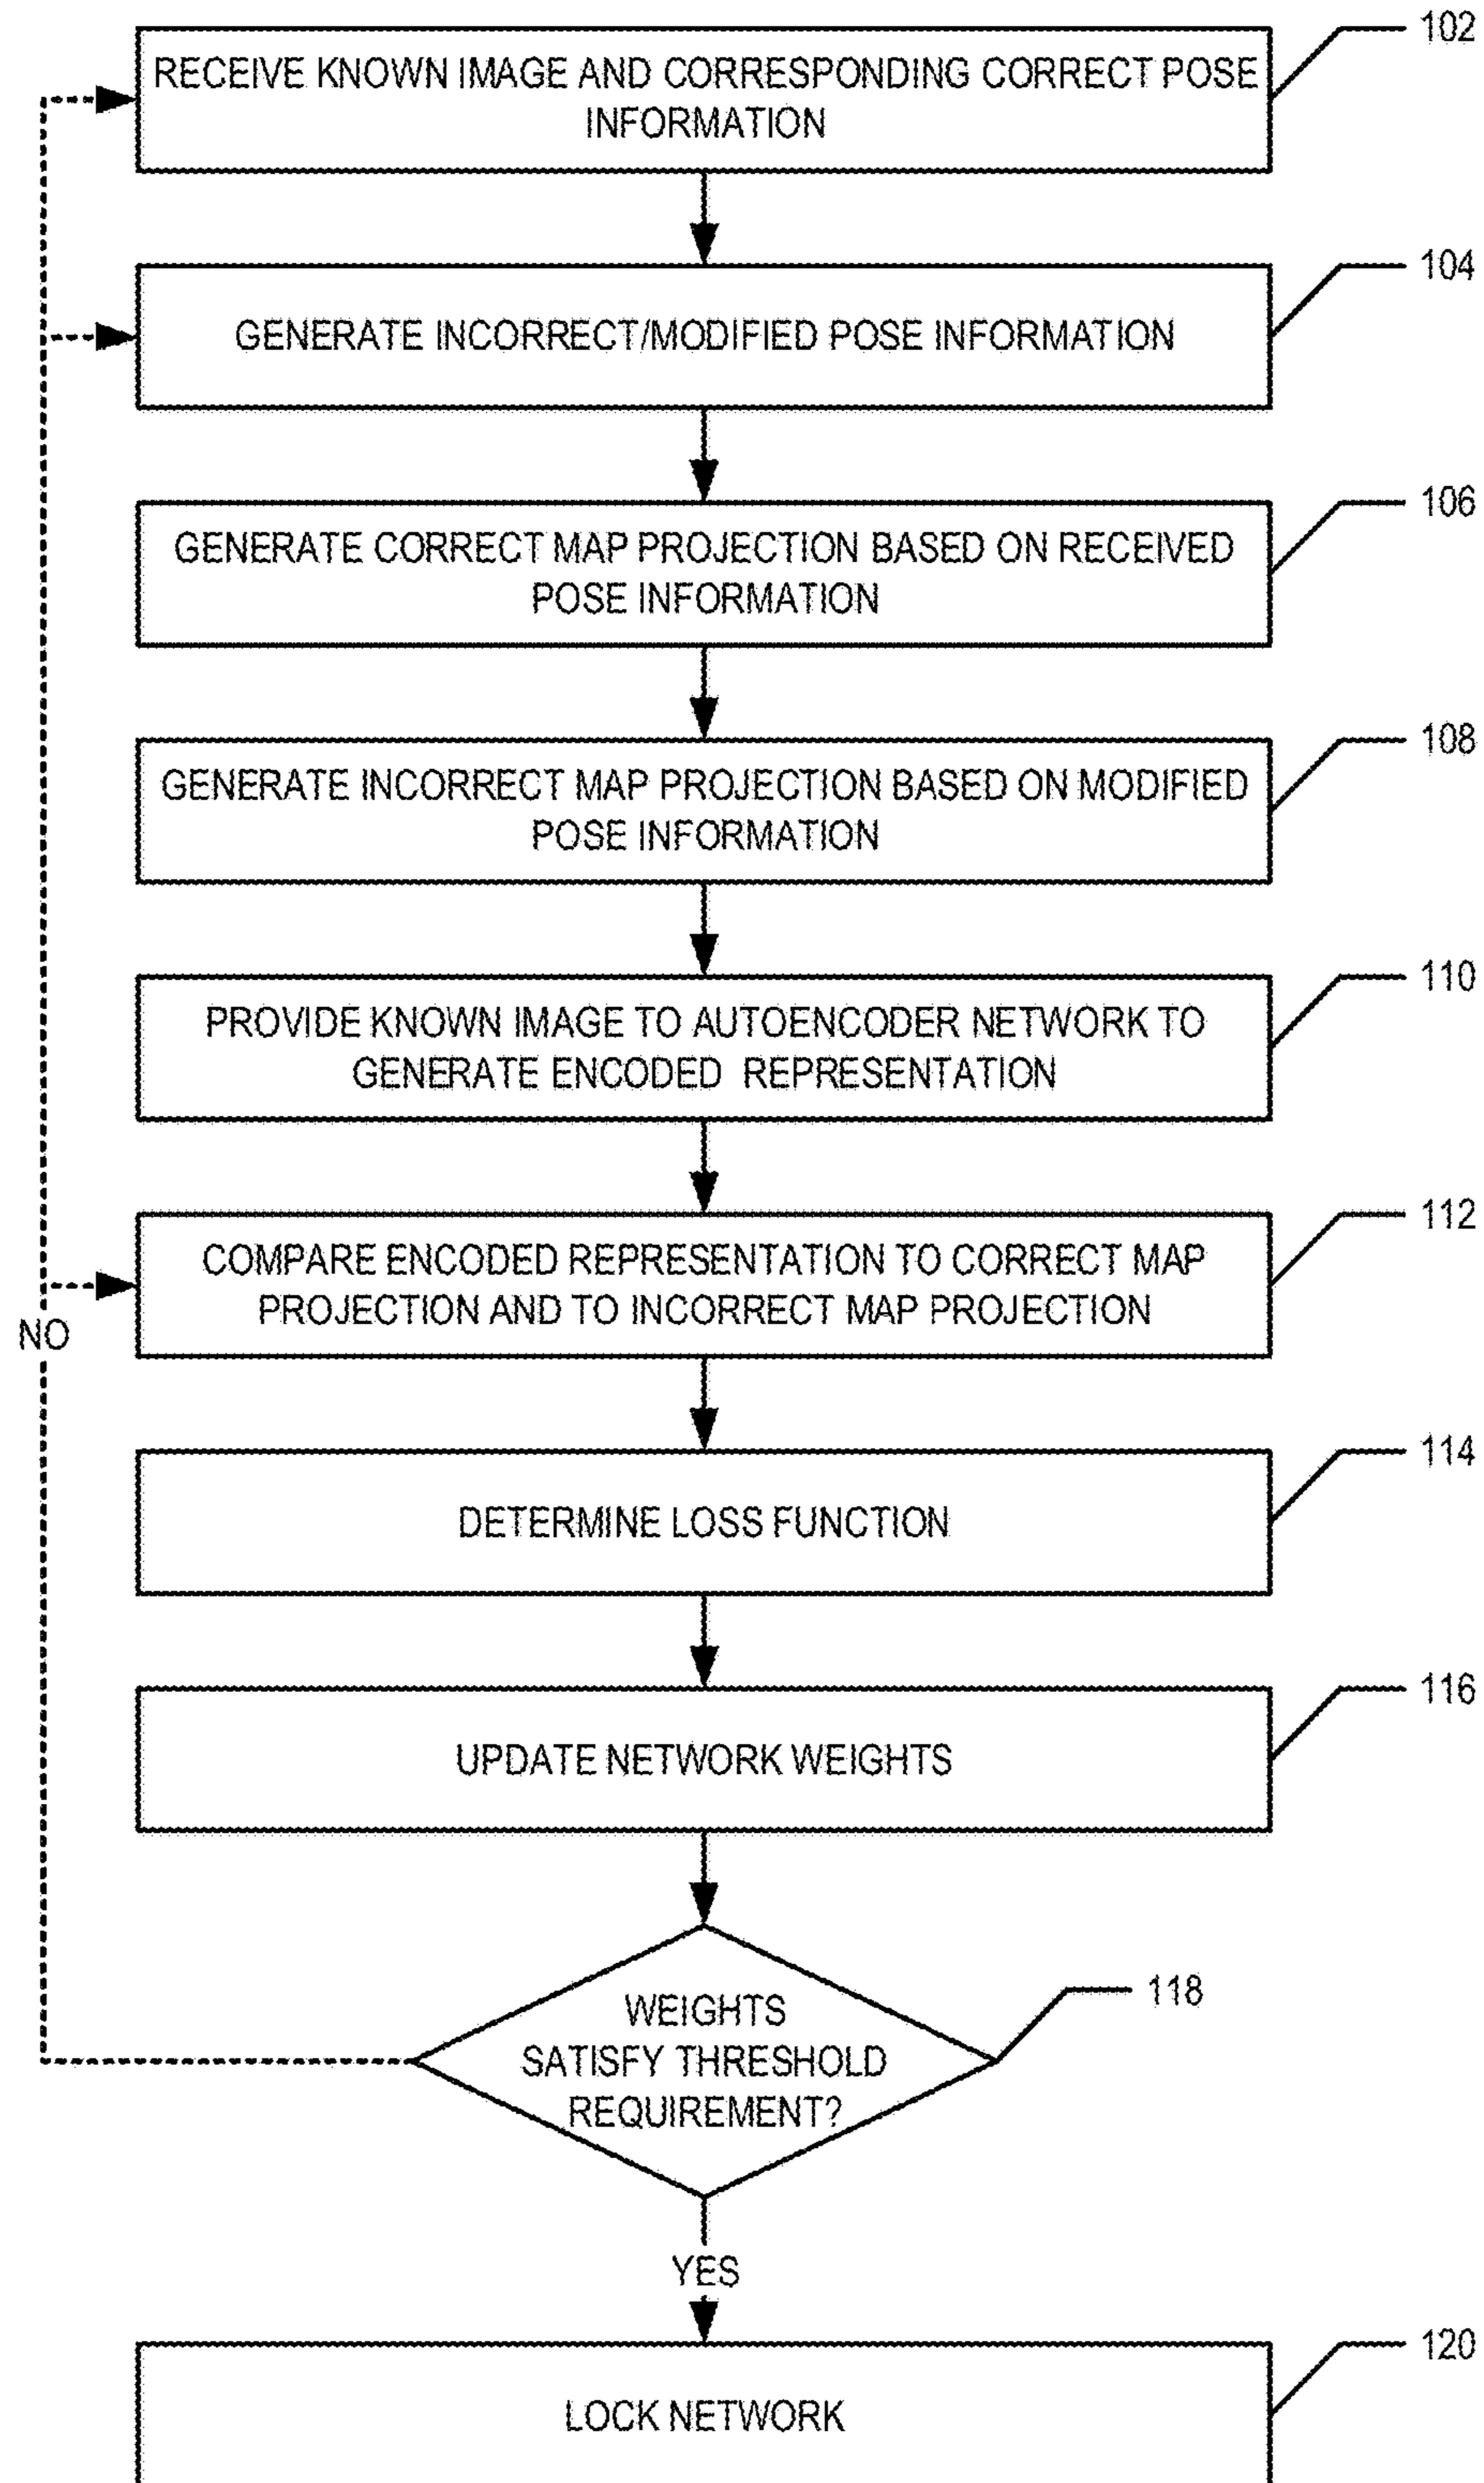 102
RECEIVE KNOWN IMAGE AND CORRESPONDING CORRECT POSE
INFORMATION
104
GENERATE INCORRECT/MODIFIED POSE INFORMATION
106
GENERATE CORRECT MAP PROJECTION BASED ON RECEIVED
POSE INFORMATION
108
GENERATE INCORRECT MAP PROJECTION BASED ON MODIFIED
POSE INFORMATION
110
PROVIDE KNOWN IMAGE TO AUTOENCODER NETWORK TO
GENERATE ENCODED REPRESENTATION
112
COMPARE ENCODED REPRESENTATION TO CORRECT MAP
PROJECTION AND TO INCORRECT MAP PROJECTION
NO
114
DETERMINE LOSS FUNCTION
116
UPDATE NETWORK WEIGHTS
118
WEIGHTS
SATISFY THRESHOLD
REQUIREMENT?
YES
120
LOCK NETWORK